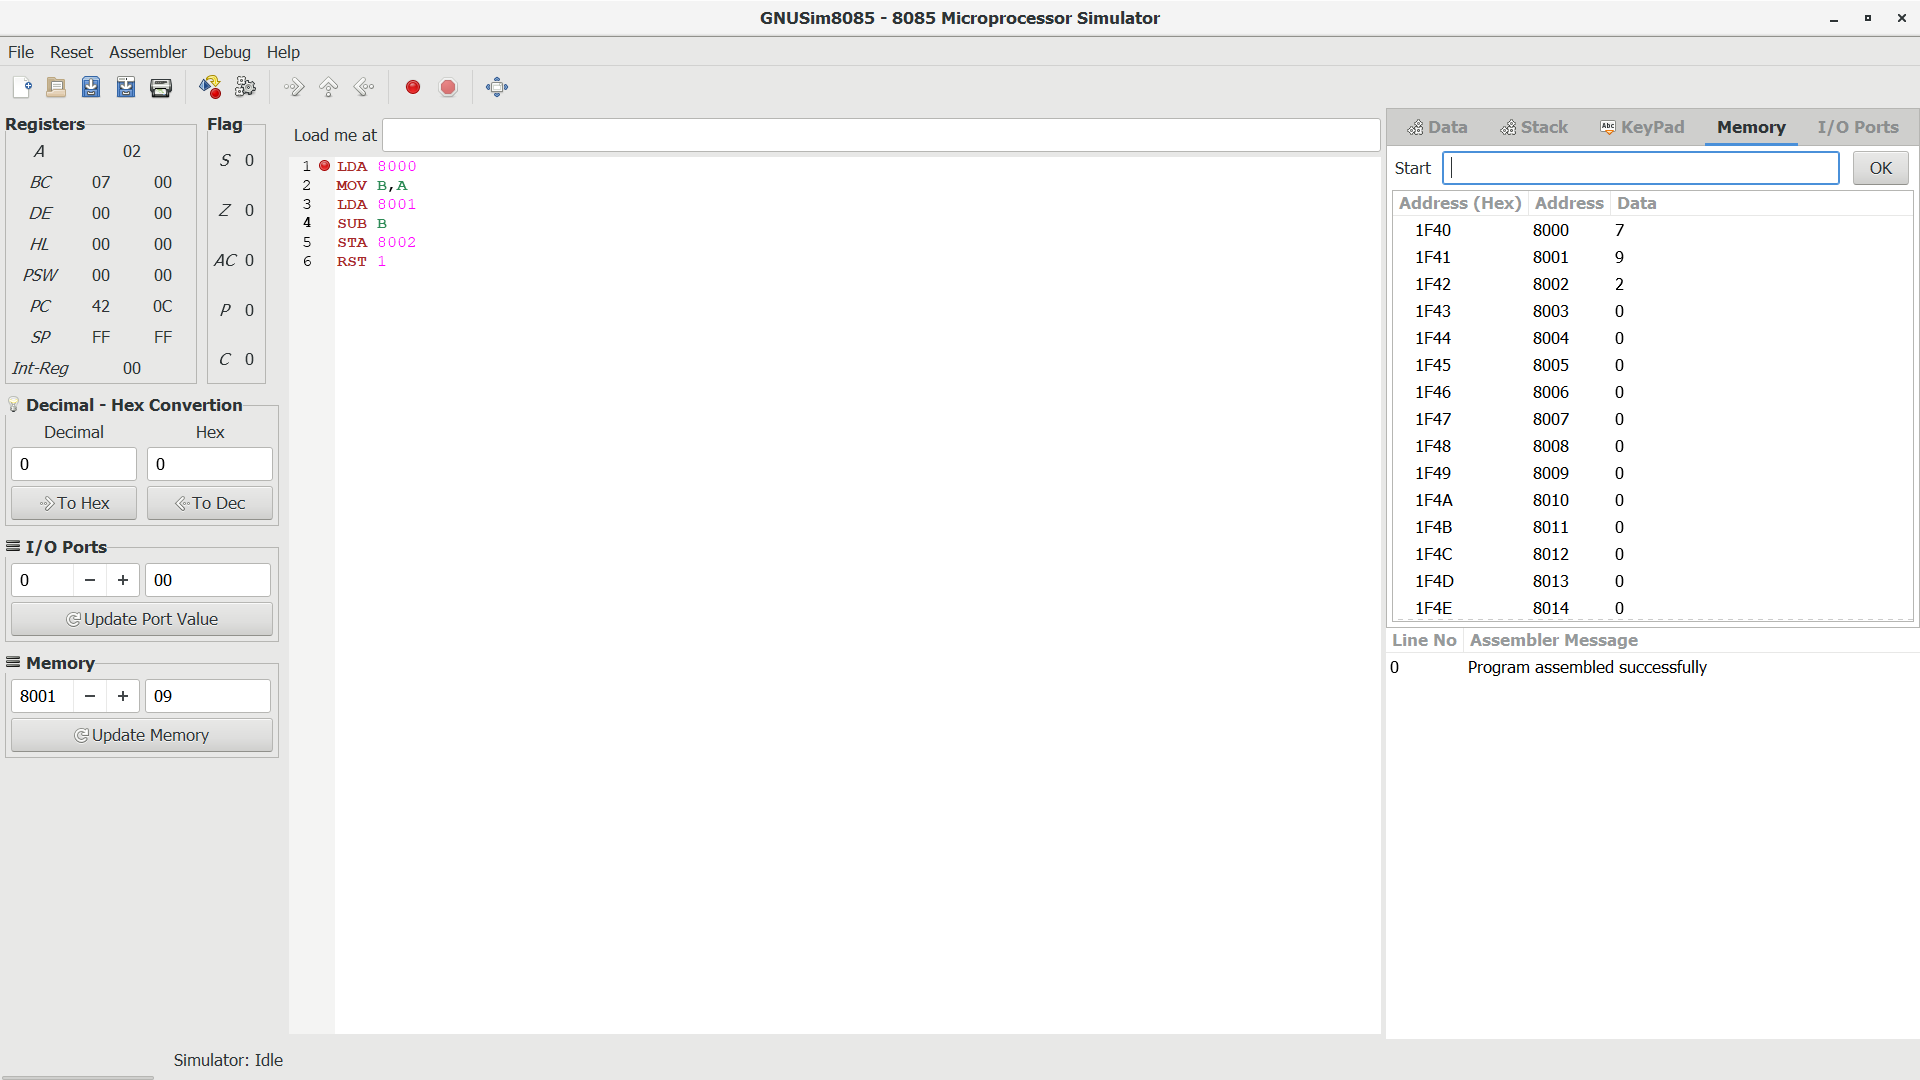 GNUSim8085 - 8085 Microprocessor Simulator
File Reset Assembler Debug Help
Registers
A 02
BC 07 00
DE 00 00
HL 00 00
PSW 00 00
PC 42 0C
SP FF FF
Int-Reg 00
Flag
S 0
Z 0
AC 0
P 0
C 0
Decimal - Hex Convertion
Decimal Hex
0 0
To Hex To Dec
I/O Ports
0 − + 00
Update Port Value
Memory
8001 − + 09
Update Memory
Load me at
1 LDA 8000
2 MOV B,A
3 LDA 8001
4 SUB B
5 STA 8002
6 RST 1
Data Stack Abc KeyPad Memory I/O Ports
Start OK
Address (Hex) Address Data
1F40 8000 7
1F41 8001 9
1F42 8002 2
1F43 8003 0
1F44 8004 0
1F45 8005 0
1F46 8006 0
1F47 8007 0
1F48 8008 0
1F49 8009 0
1F4A 8010 0
1F4B 8011 0
1F4C 8012 0
1F4D 8013 0
1F4E 8014 0
Line No Assembler Message
0 Program assembled successfully
Simulator: Idle